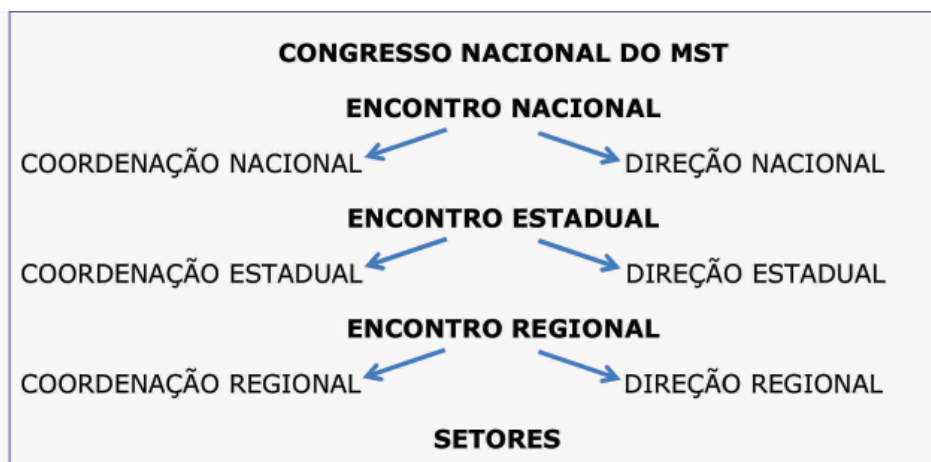 CONGRESSO NACIONAL DO MST
ENCONTRO NACIONAL
COORDENAÇÃO NACIONAL DIREÇÃO NACIONAL
ENCONTRO ESTADUAL
COORDENAÇÃO ESTADUAL DIREÇÃO ESTADUAL
ENCONTRO REGIONAL
COORDENAÇÃO REGIONAL DIREÇÃO REGIONAL
SETORES